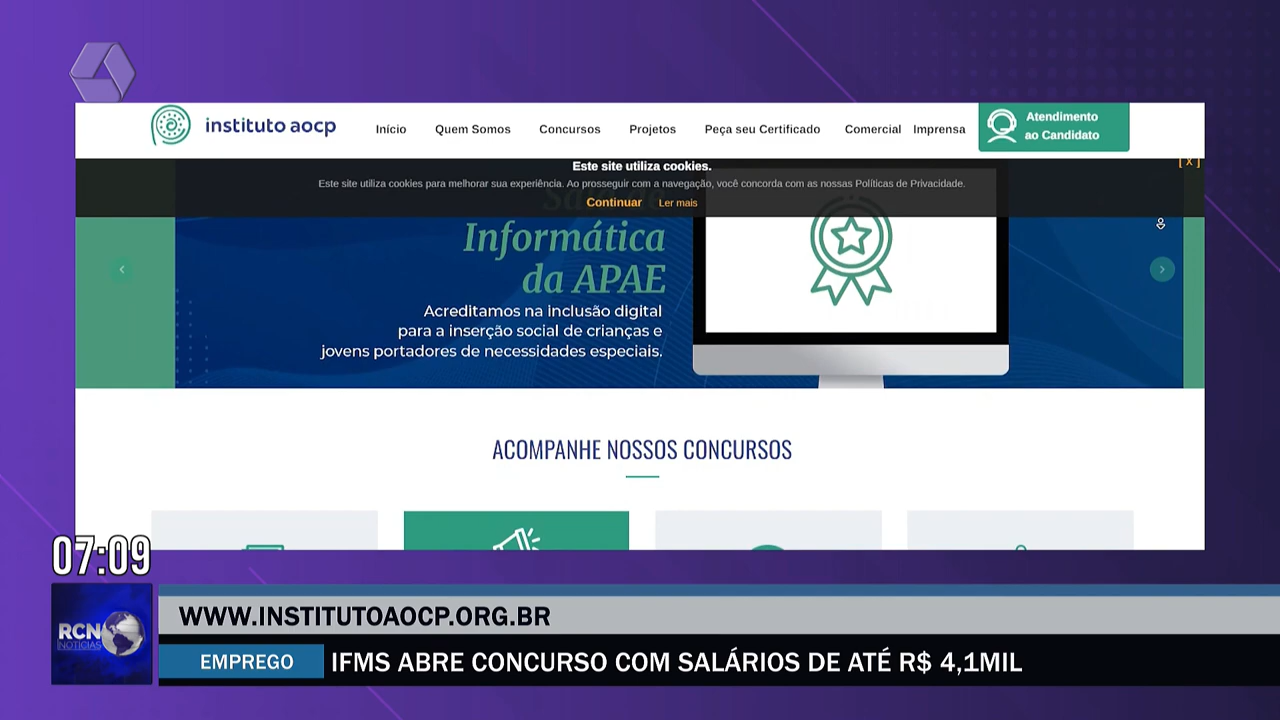 instituto aocp
Início Quem Somos Concursos Projetos Peça seu Certificado Comercial Imprensa
Atendimento
ao Candidato
Este site utiliza cookies.
[ x ]
Este site utiliza cookies para melhorar sua experiência. Ao prosseguir com a navegação, você concorda com as nossas Políticas de Privacidade.
Continuar Ler mais
Informática
da APAE
Acreditamos na inclusão digital
para a inserção social de crianças e
jovens portadores de necessidades especiais.
ACOMPANHE NOSSOS CONCURSOS
07:09
RCN
NOTÍCIAS
WWW.INSTITUTOAOCP.ORG.BR
EMPREGO IFMS ABRE CONCURSO COM SALÁRIOS DE ATÉ R$ 4,1MIL